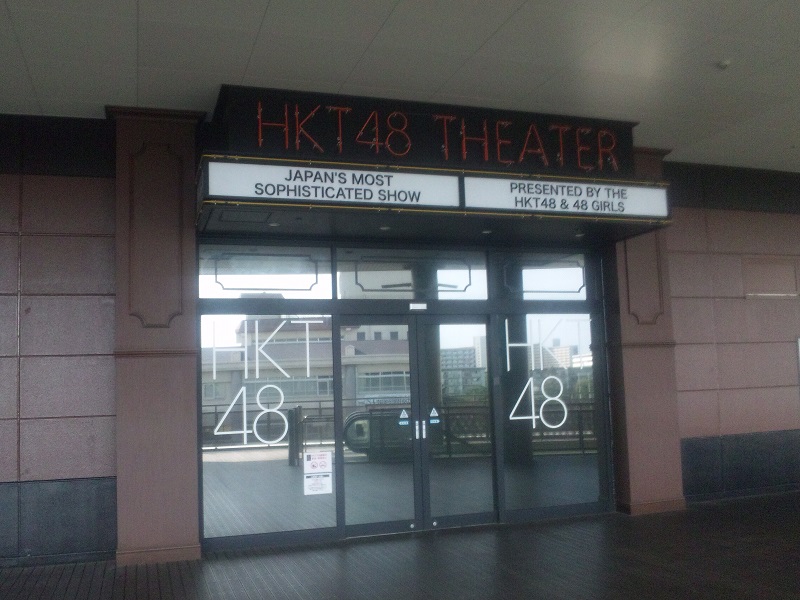 HKT48 THEATER
JAPAN'S MOST
SOPHISTICATED SHOW
PRESENTED BY THE
HKT48 & 48 GIRLS
HKT
48
HKT
48